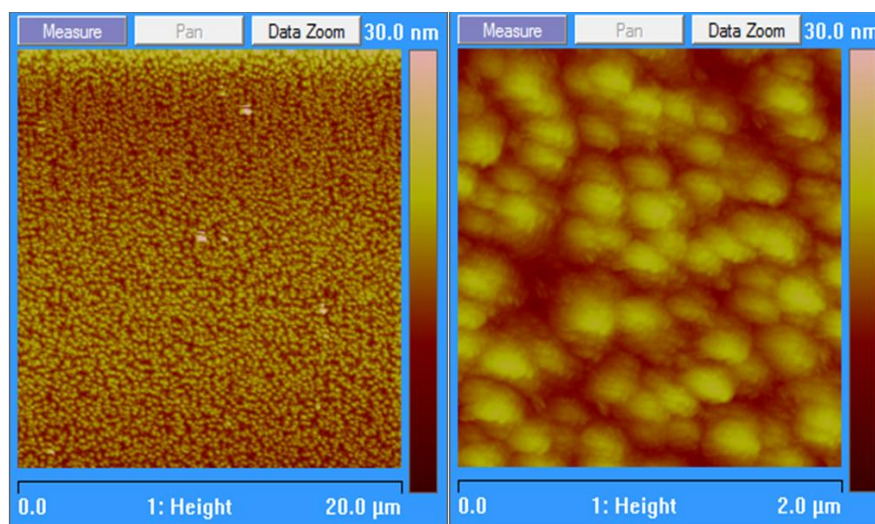 Measure Pan Data Zoom 30.0 nm
0.0 1: Height 20.0 µm
Measure Pan Data Zoom 30.0 nm
0.0 1: Height 2.0 µm